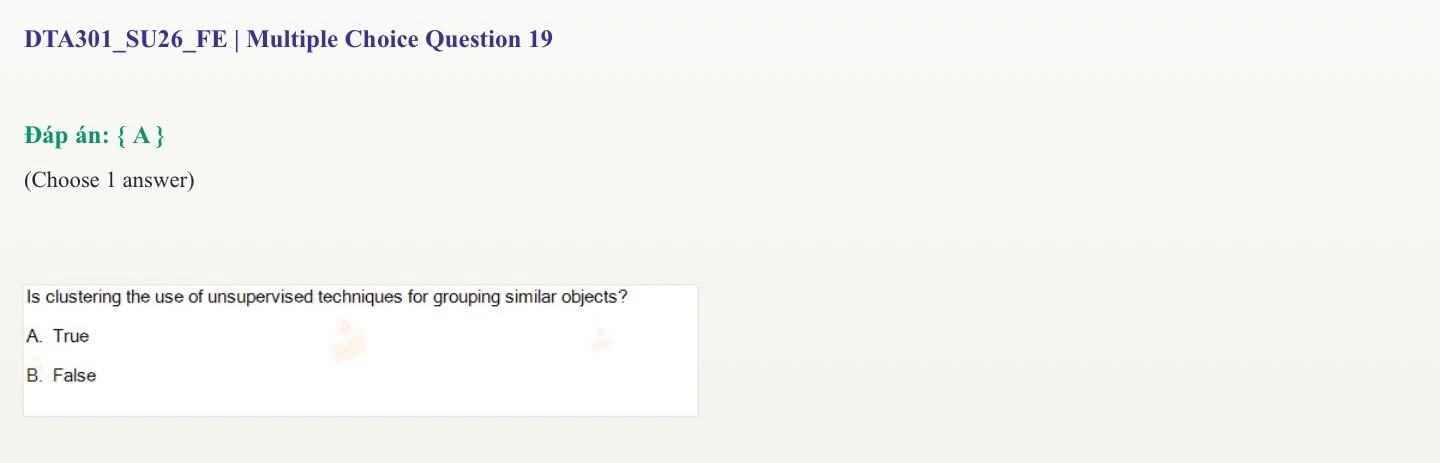 DTA301_SU26_FE | Multiple Choice Question 19
Đáp án: { A }
(Choose 1 answer)
Is clustering the use of unsupervised techniques for grouping similar objects?
A. True
B. False